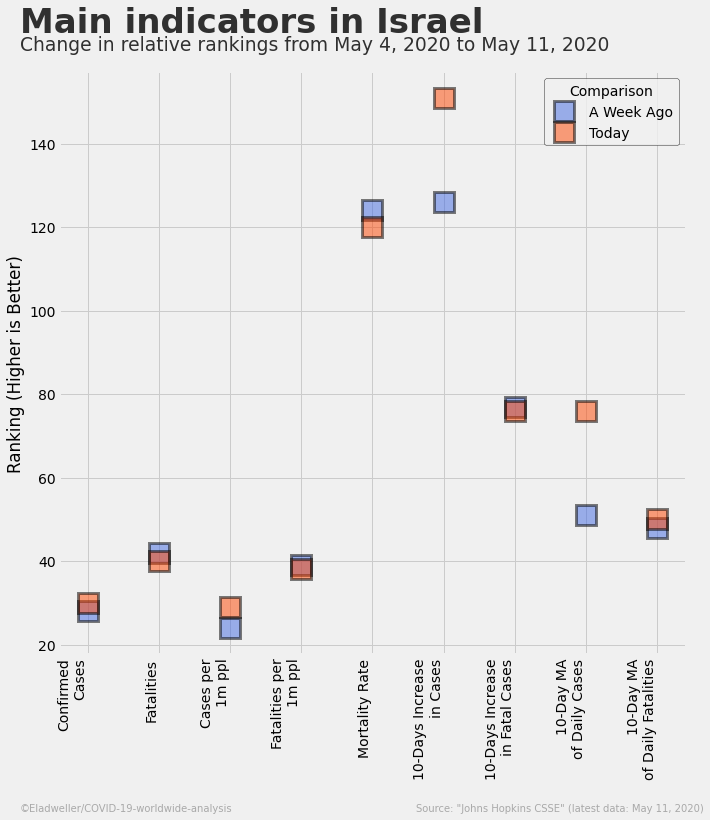 Main indicators in Israel
Change in relative rankings from May 4, 2020 to May 11, 2020
Comparison
A Week Ago
Today
Ranking (Higher is Better)
140
120
100
80
60
40
20
Confirmed
Cases
Fatalities
Cases per
1m ppl
Fatalities per
1m ppl
Mortality Rate
10-Days Increase
in Cases
10-Days Increase
in Fatal Cases
10-Day MA
of Daily Cases
10-Day MA
of Daily Fatalities
©Eladweller/COVID-19-worldwide-analysis
Source: "Johns Hopkins CSSE" (latest data: May 11, 2020)